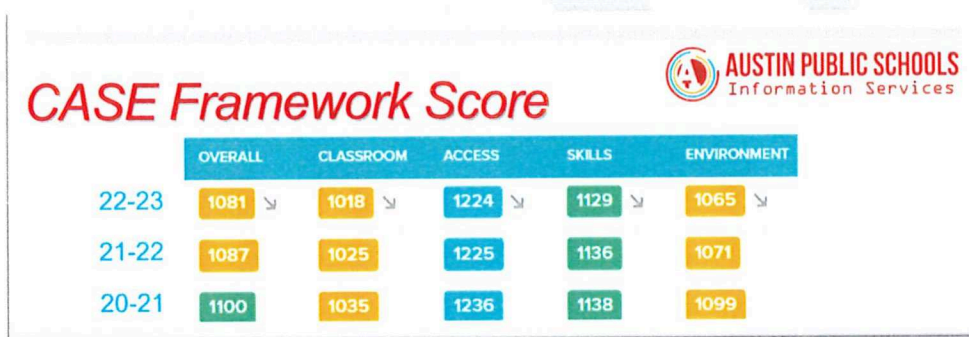 AUSTIN PUBLIC SCHOOLS
Information Services
CASE Framework Score
OVERALL CLASSROOM ACCESS SKILLS ENVIRONMENT
22-23 1081 1018 1224 1129 1065
21-22 1087 1025 1225 1136 1071
20-21 1100 1035 1236 1138 1099